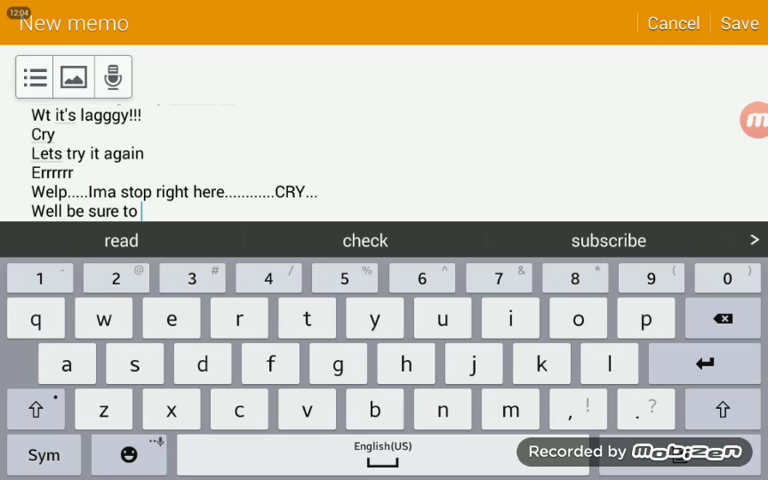 12:04
New memo
Cancel
Save
Wt it's lagggy!!!
Cry
Lets try it again
Errrrrr
Welp.....Ima stop right here............CRY...
Well be sure to
read check subscribe >
1 - 2 @ 3 # 4 / 5 % 6 ^ 7 & 8 * 9 ( 0 )
q w e r t y u i o p
a s d f g h j k l
z x c v b n m , ! . ?
Sym
English(US)
Recorded by mobizen